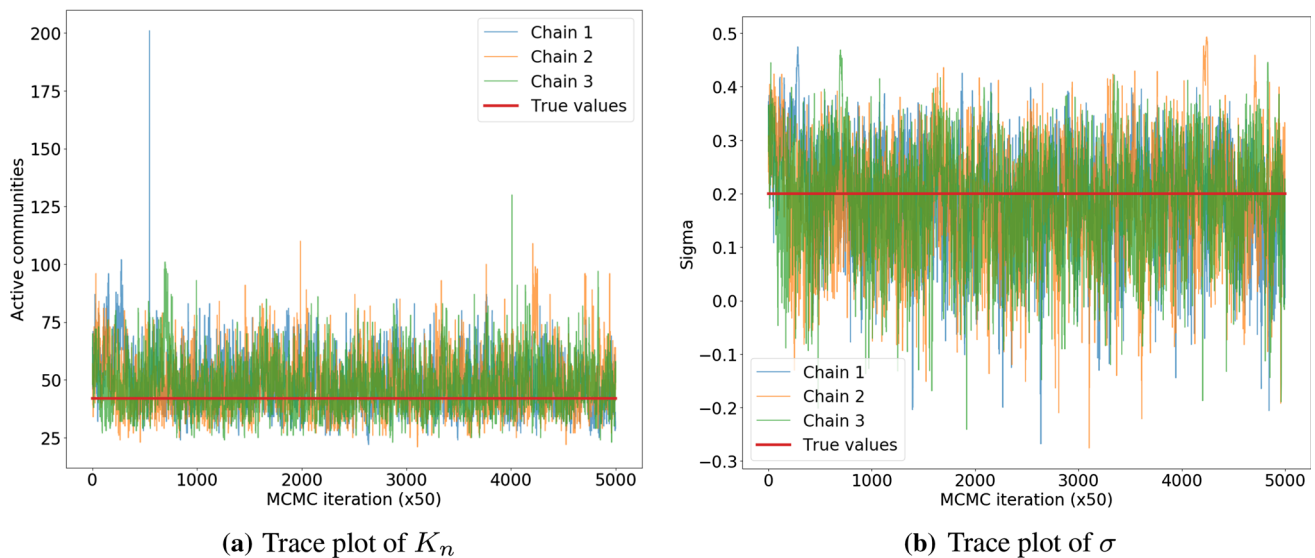 200
175
150
125
100
75
50
25
Active communities
0 1000 2000 3000 4000 5000
MCMC iteration (x50)
Chain 1
Chain 2
Chain 3
True values
(a) Trace plot of Kₙ
0.5
0.4
0.3
0.2
0.1
0.0
−0.1
−0.2
−0.3
Sigma
0 1000 2000 3000 4000 5000
MCMC iteration (x50)
Chain 1
Chain 2
Chain 3
True values
(b) Trace plot of σ